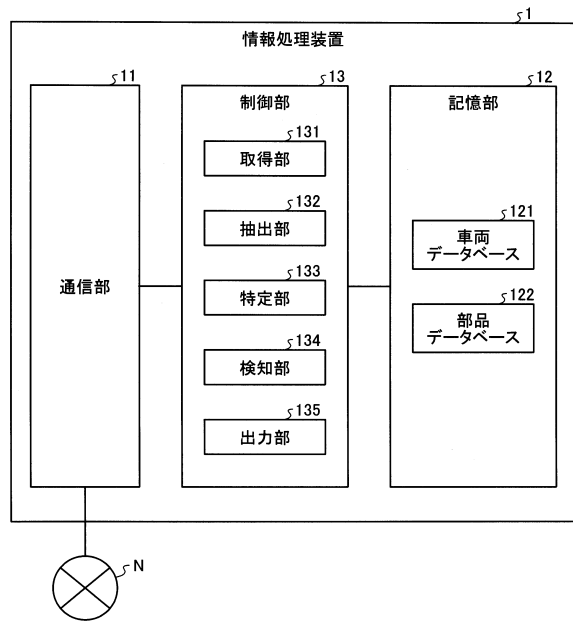 1
情報処理装置
11
通信部
13
制御部
131
取得部
132
抽出部
133
特定部
134
検知部
135
出力部
12
記憶部
121
車両
データベース
122
部品
データベース
N